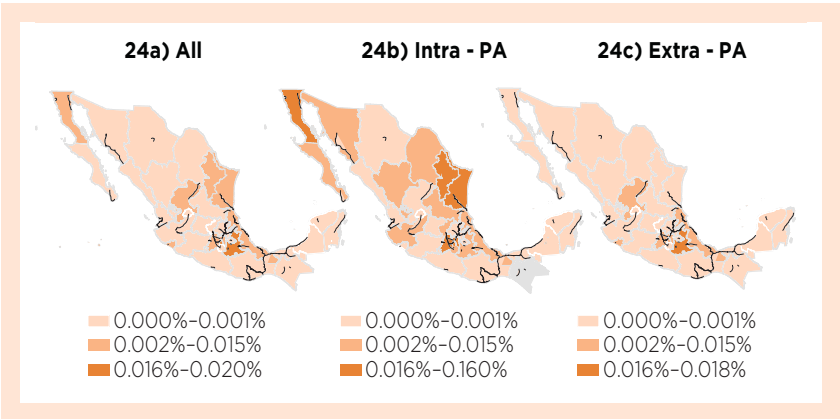 24a) All 24b) Intra - PA 24c) Extra - PA
0.000%–0.001% 0.000%–0.001% 0.000%–0.001%
0.002%–0.015% 0.002%–0.015% 0.002%–0.015%
0.016%–0.020% 0.016%–0.160% 0.016%–0.018%